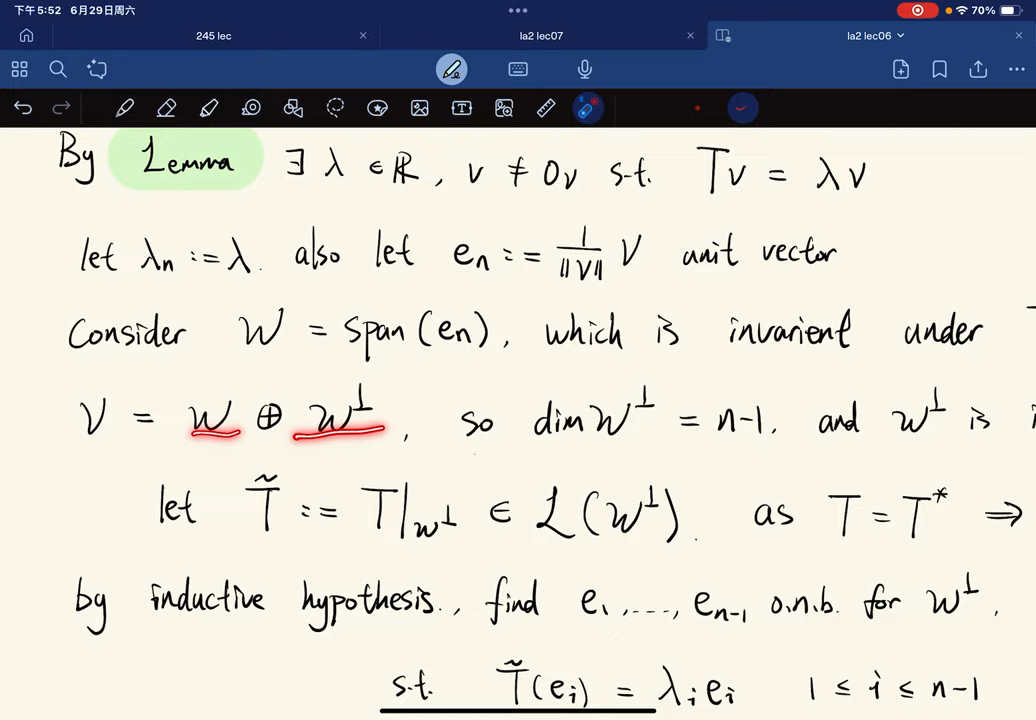 下午5:52 6月29日周六
70%
245 lec
la2 lec07
la2 lec06
By Lemma ∃ λ ∈ ℝ, v ≠ 0v s.t. Tv = λv
let λn := λ. also let en := 1/||v|| v unit vector
Consider W = span(en), which is invarient under
V = W ⊕ W⊥, so dim W⊥ = n-1, and W⊥ is
let T̃ := T|W⊥ ∈ ℒ(W⊥). as T = T* ⇒
by inductive hypothesis., find e1,...., en-1 o.n.b. for W⊥,
s.t. T̃(ei) = λiei 1 ≤ i ≤ n-1